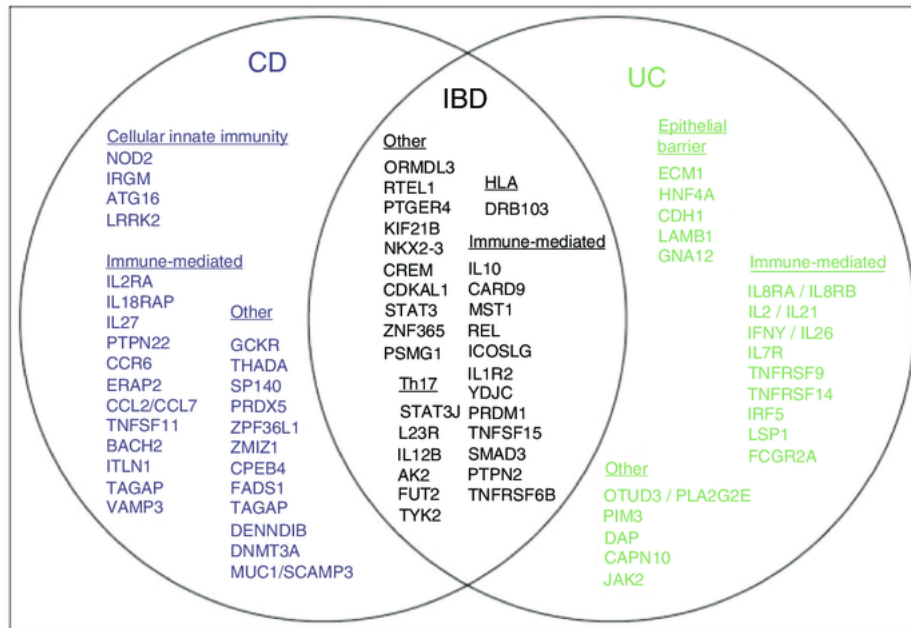 CD
Cellular innate immunity
NOD2
IRGM
ATG16
LRRK2
Immune-mediated
IL2RA
IL18RAP
IL27
PTPN22
CCR6
ERAP2
CCL2/CCL7
TNFSF11
BACH2
ITLN1
TAGAP
VAMP3
Other
GCKR
THADA
SP140
PRDX5
ZPF36L1
ZMIZ1
CPEB4
FADS1
TAGAP
DENNDIB
DNMT3A
MUC1/SCAMP3
IBD
Other
ORMDL3
RTEL1
PTGER4
KIF21B
NKX2-3
CREM
CDKAL1
STAT3
ZNF365
PSMG1
Th17
STAT3J
L23R
IL12B
AK2
FUT2
TYK2
HLA
DRB103
Immune-mediated
IL10
CARD9
MST1
REL
ICOSLG
IL1R2
YDJC
PRDM1
TNFSF15
SMAD3
PTPN2
TNFRSF6B
UC
Epithelial
barrier
ECM1
HNF4A
CDH1
LAMB1
GNA12
Immune-mediated
IL8RA / IL8RB
IL2 / IL21
IFNY / IL26
IL7R
TNFRSF9
TNFRSF14
IRF5
LSP1
FCGR2A
Other
OTUD3 / PLA2G2E
PIM3
DAP
CAPN10
JAK2